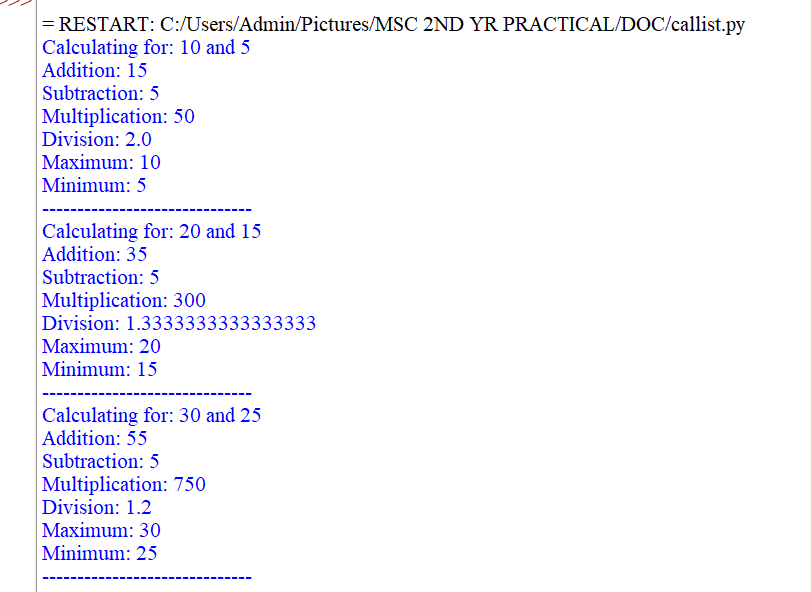 >>>
= RESTART: C:/Users/Admin/Pictures/MSC 2ND YR PRACTICAL/DOC/callist.py
Calculating for: 10 and 5
Addition: 15
Subtraction: 5
Multiplication: 50
Division: 2.0
Maximum: 10
Minimum: 5
------------------------------
Calculating for: 20 and 15
Addition: 35
Subtraction: 5
Multiplication: 300
Division: 1.3333333333333333
Maximum: 20
Minimum: 15
------------------------------
Calculating for: 30 and 25
Addition: 55
Subtraction: 5
Multiplication: 750
Division: 1.2
Maximum: 30
Minimum: 25
------------------------------